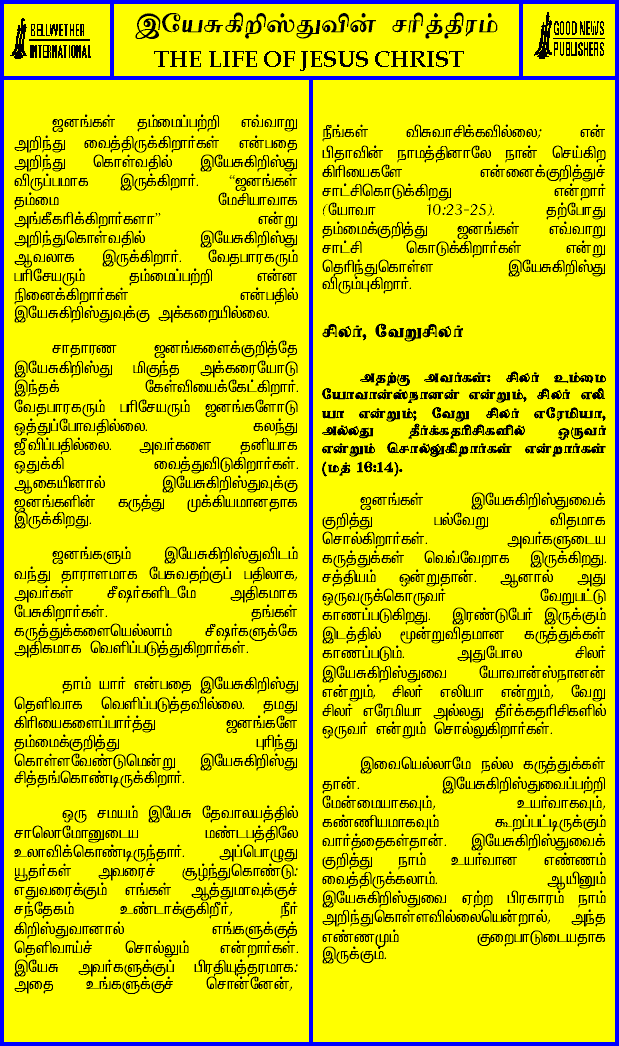 BELLWETHER
INTERNATIONAL
இயேசுகிறிஸ்துவின் சரித்திரம்
THE LIFE OF JESUS CHRIST
GOOD NEWS
PUBLISHERS
ஜனங்கள் தம்மைப்பற்றி எவ்வாறு
அறிந்து வைத்திருக்கிறார்கள் என்பதை
அறிந்து கொள்வதில் இயேசுகிறிஸ்து
விருப்பமாக இருக்கிறார். “ஜனங்கள்
தம்மை மேசியாவாக
அங்கீகரிக்கிறார்களா” என்று
அறிந்துகொள்வதில் இயேசுகிறிஸ்து
ஆவலாக இருக்கிறார். வேதபாரகரும்
பரிசேயரும் தம்மைப்பற்றி என்ன
நினைக்கிறார்கள் என்பதில்
இயேசுகிறிஸ்துவுக்கு அக்கறையில்லை.
சாதாரண ஜனங்களைக்குறித்தே
இயேசுகிறிஸ்து மிகுந்த அக்கரையோடு
இந்தக் கேள்வியைக்கேட்கிறார்.
வேதபாரகரும் பரிசேயரும் ஜனங்களோடு
ஒத்துப்போவதில்லை. கலந்து
ஜீவிப்பதில்லை. அவர்களை தனியாக
ஒதுக்கி வைத்துவிடுகிறார்கள்.
ஆகையினால் இயேசுகிறிஸ்துவுக்கு
ஜனங்களின் கருத்து முக்கியமானதாக
இருக்கிறது.
ஜனங்களும் இயேசுகிறிஸ்துவிடம்
வந்து தாராளமாக பேசுவதற்குப் பதிலாக,
அவர்கள் சீஷர்களிடமே அதிகமாக
பேசுகிறார்கள். தங்கள்
கருத்துக்களையெல்லாம் சீஷர்களுக்கே
அதிகமாக வெளிப்படுத்துகிறார்கள்.
தாம் யார் என்பதை இயேசுகிறிஸ்து
தெளிவாக வெளிப்படுத்தவில்லை. தமது
கிரியைகளைப்பார்த்து ஜனங்களே
தம்மைக்குறித்து புரிந்து
கொள்ளவேண்டுமென்று இயேசுகிறிஸ்து
சித்தங்கொண்டிருக்கிறார்.
ஒரு சமயம் இயேசு தேவாலயத்தில்
சாலொமோனுடைய மண்டபத்திலே
உலாவிக்கொண்டிருந்தார். அப்பொழுது
யூதர்கள் அவரைச் சூழ்ந்துகொண்டு:
எதுவரைக்கும் எங்கள் ஆத்துமாவுக்குச்
சந்தேகம் உண்டாக்குகிறீர், நீர்
கிறிஸ்துவானால் எங்களுக்குத்
தெளிவாய்ச் சொல்லும் என்றார்கள்.
இயேசு அவர்களுக்குப் பிரதியுத்தரமாக:
அதை உங்களுக்குச் சொன்னேன்,
நீங்கள் விசுவாசிக்கவில்லை; என்
பிதாவின் நாமத்தினாலே நான் செய்கிற
கிரியைகளே என்னைக்குறித்துச்
சாட்சிகொடுக்கிறது என்றார்
(யோவா 10:23-25). தற்போது
தம்மைக்குறித்து ஜனங்கள் எவ்வாறு
சாட்சி கொடுக்கிறார்கள் என்று
தெரிந்துகொள்ள இயேசுகிறிஸ்து
விரும்புகிறார்.
சிலர், வேறுசிலர்
அதற்கு அவர்கள்: சிலர் உம்மை
யோவான்ஸ்நானன் என்றும், சிலர் எலி
யா என்றும்; வேறு சிலர் எரேமியா,
அல்லது தீர்க்கதரிசிகளில் ஒருவர்
என்றும் சொல்லுகிறார்கள் என்றார்கள்
(மத் 16:14).
ஜனங்கள் இயேசுகிறிஸ்துவைக்
குறித்து பல்வேறு விதமாக
சொல்கிறார்கள். அவர்களுடைய
கருத்துக்கள் வெவ்வேறாக இருக்கிறது.
சத்தியம் ஒன்றுதான். ஆனால் அது
ஒருவருக்கொருவர் வேறுபட்டு
காணப்படுகிறது. இரண்டுபேர் இருக்கும்
இடத்தில் மூன்றுவிதமான கருத்துக்கள்
காணப்படும். அதுபோல சிலர்
இயேசுகிறிஸ்துவை யோவான்ஸ்நானன்
என்றும், சிலர் எலியா என்றும், வேறு
சிலர் எரேமியா அல்லது தீர்க்கதரிசிகளில்
ஒருவர் என்றும் சொல்லுகிறார்கள்.
இவையெல்லாமே நல்ல கருத்துக்கள்
தான். இயேசுகிறிஸ்துவைப்பற்றி
மேன்மையாகவும், உயர்வாகவும்,
கண்ணியமாகவும் கூறப்பட்டிருக்கும்
வார்த்தைகள்தான். இயேசுகிறிஸ்துவைக்
குறித்து நாம் உயர்வான எண்ணம்
வைத்திருக்கலாம். ஆயினும்
இயேசுகிறிஸ்துவை ஏற்ற பிரகாரம் நாம்
அறிந்துகொள்ளவில்லையென்றால், அந்த
எண்ணமும் குறைபாடுடையதாக
இருக்கும்.